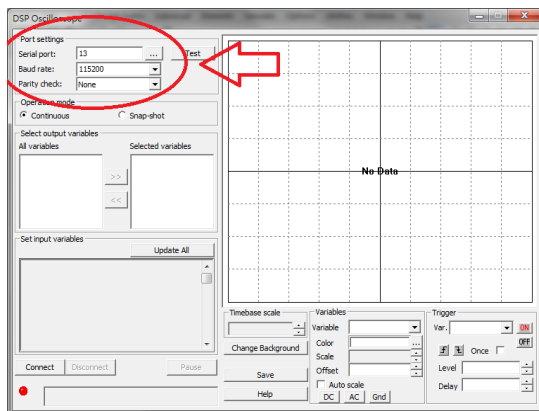 DSP Oscilloscope
Port settings
Serial port: 13 ... Test
Baud rate: 115200
Parity check: None
Operation mode
Continuous Snap-shot
Select output variables
All variables Selected variables
>>
<<
No Data
Set input variables
Update All
Timebase scale
Change Background
Save
Help
Variables
Variable
Color ...
Scale
Offset
Auto scale
DC AC Gnd
Trigger
Var. ON
OFF
Once
Level
Delay
Connect Disconnect Pause